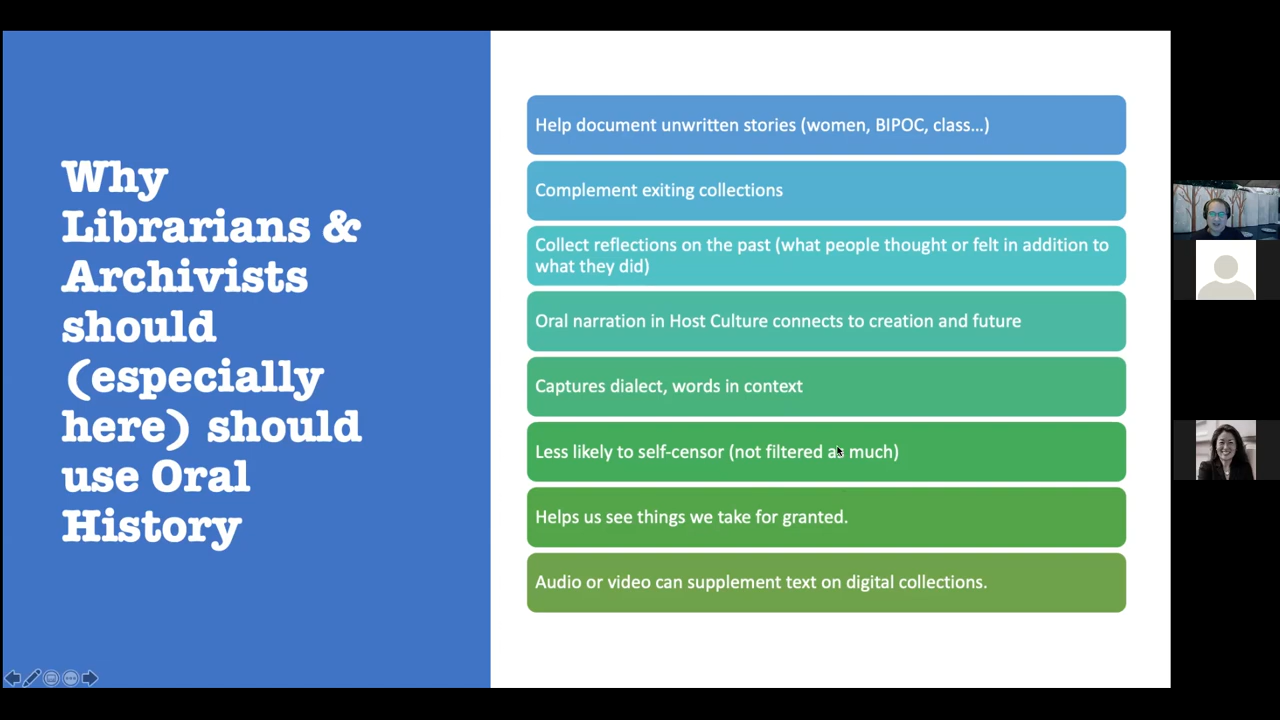 Why
Librarians &
Archivists
should
(especially
here) should
use Oral
History
Help document unwritten stories (women, BIPOC, class...)
Complement exiting collections
Collect reflections on the past (what people thought or felt in addition to
what they did)
Oral narration in Host Culture connects to creation and future
Captures dialect, words in context
Less likely to self-censor (not filtered as much)
Helps us see things we take for granted.
Audio or video can supplement text on digital collections.